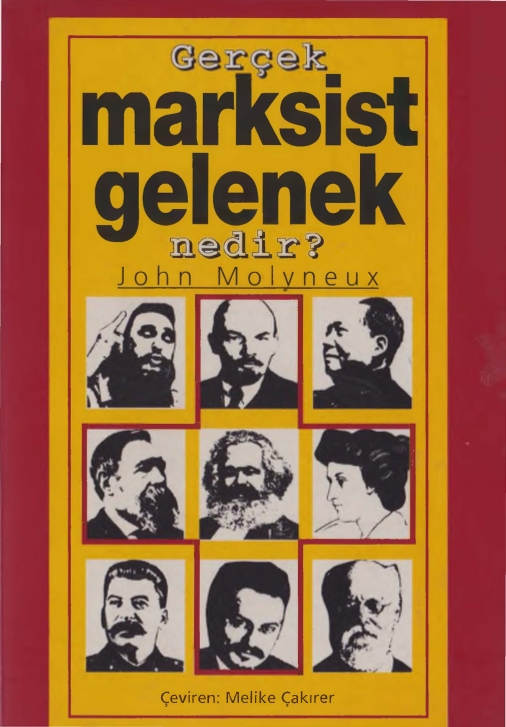 Gerçek
marksist
gelenek
nedir?
John Molyneux
Çeviren: Melike Çakırer